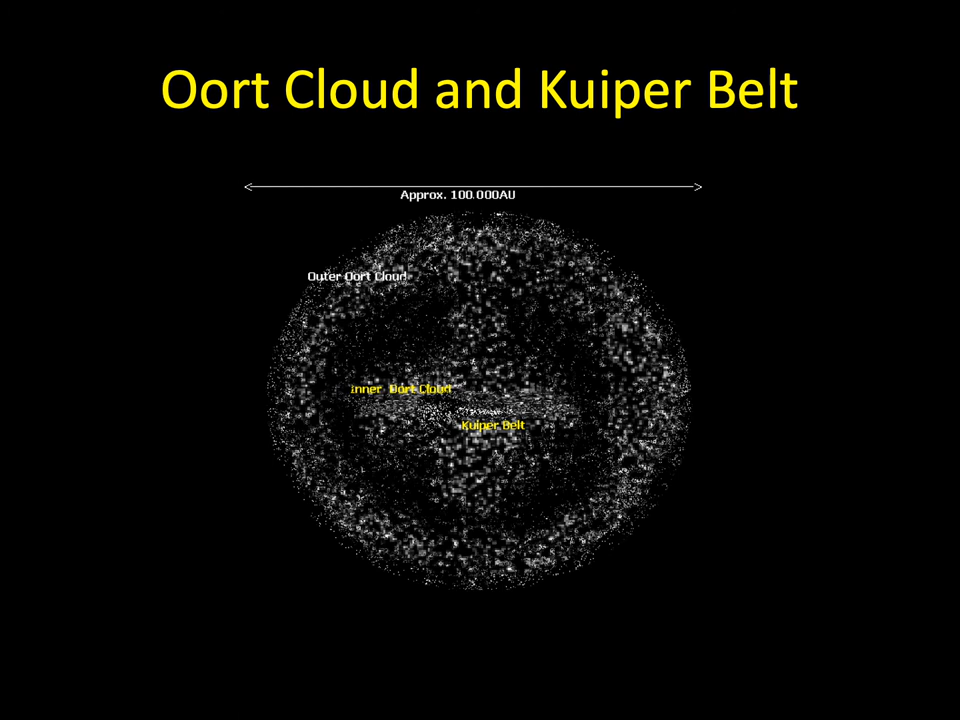 Oort Cloud and Kuiper Belt
Approx. 100.000AU
Outer Oort Cloud
Inner Oort Cloud
Kuiper Belt